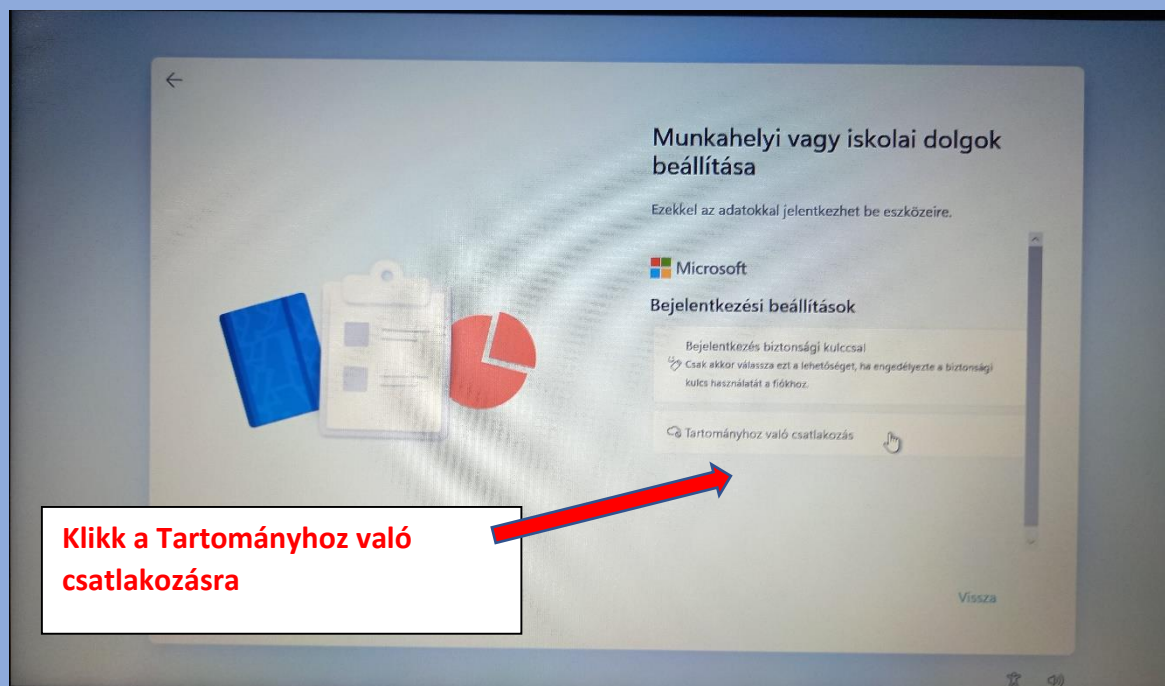 Munkahelyi vagy iskolai dolgok
beállítása
Ezekkel az adatokkal jelentkezhet be eszközeire.
Microsoft
Bejelentkezési beállítások
Bejelentkezés biztonsági kulccsal
Csak akkor válassza ezt a lehetőséget, ha engedélyezte a biztonsági
kulcs használatát a fiókhoz.
Tartományhoz való csatlakozás
Klikk a Tartományhoz való
csatlakozásra
Vissza